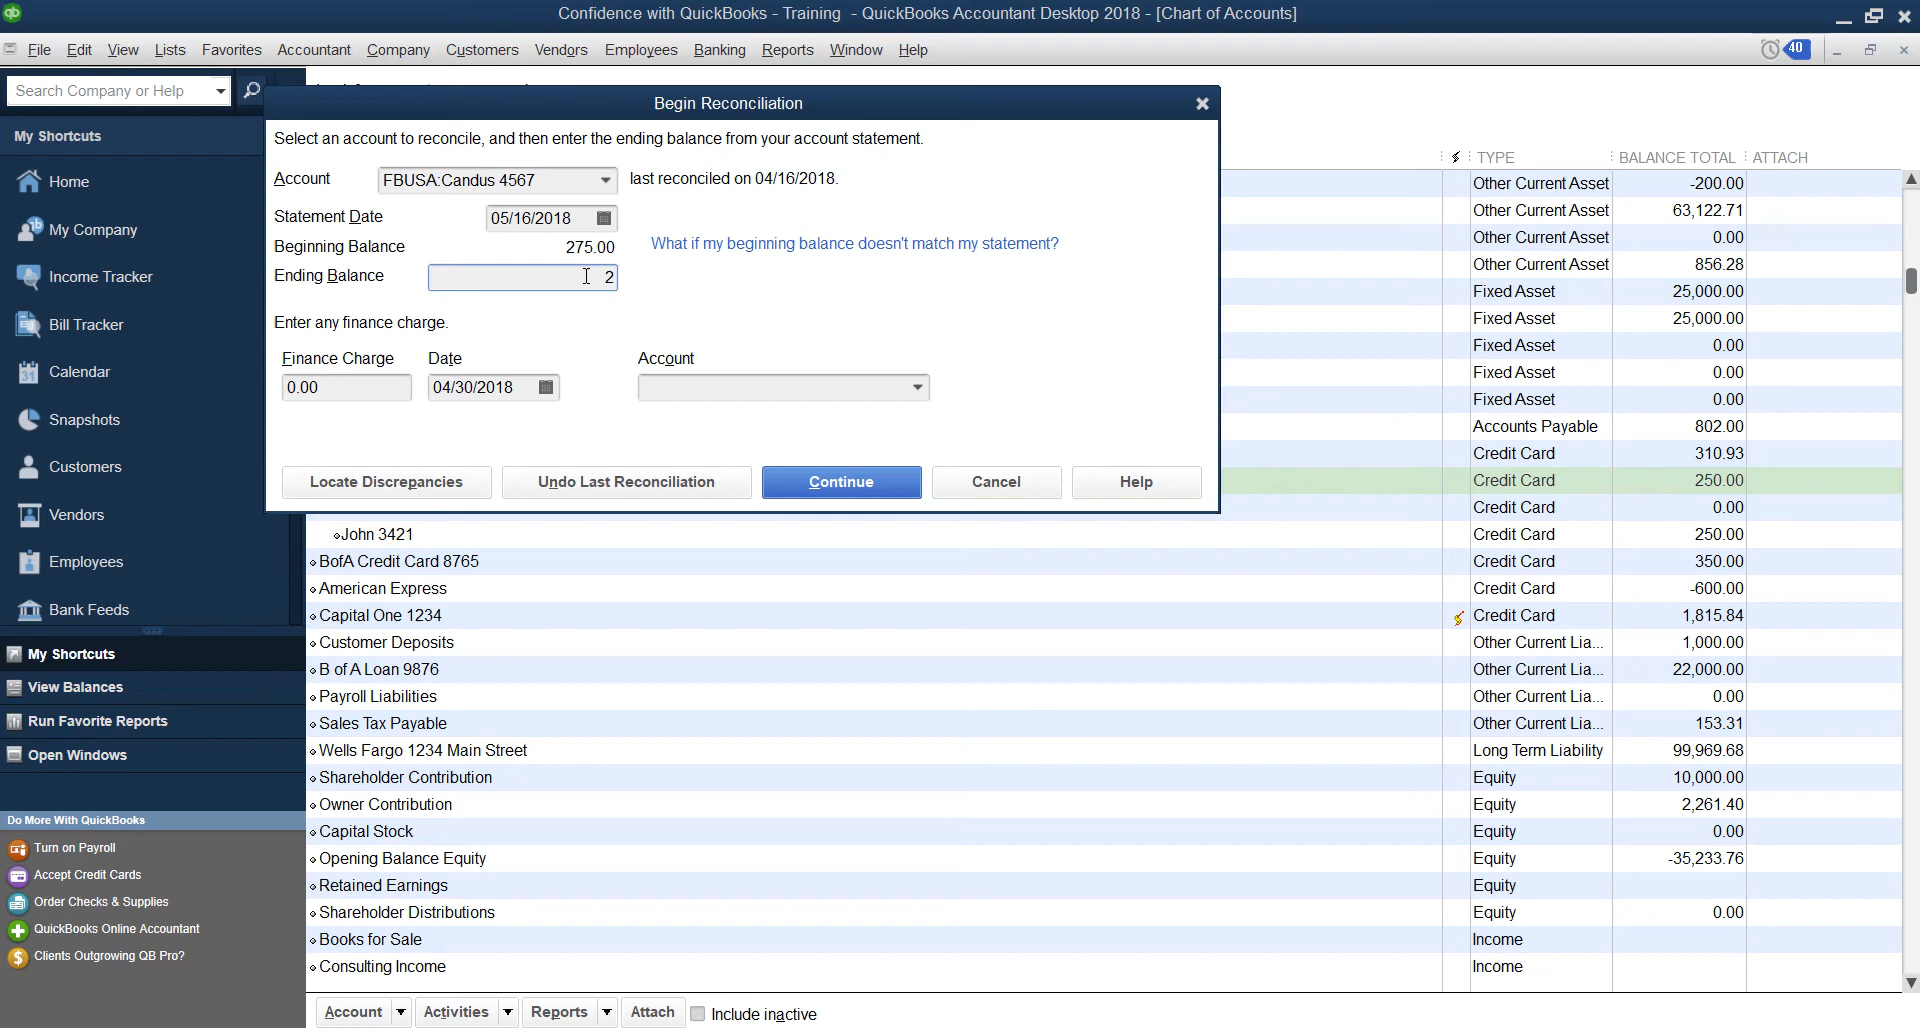 Confidence with QuickBooks - Training - QuickBooks Accountant Desktop 2018 - [Chart of Accounts]
File Edit View Lists Favorites Accountant Company Customers Vendors Employees Banking Reports Window Help 40
Search Company or Help
My Shortcuts
Home
My Company
Income Tracker
Bill Tracker
Calendar
31
Snapshots
Customers
Vendors
Employees
Bank Feeds
My Shortcuts
View Balances
Run Favorite Reports
Open Windows
Do More With QuickBooks
Turn on Payroll
Accept Credit Cards
Order Checks & Supplies
QuickBooks Online Accountant
Clients Outgrowing QB Pro?
Begin Reconciliation
Select an account to reconcile, and then enter the ending balance from your account statement.
Account FBUSA:Candus 4567 last reconciled on 04/16/2018.
Statement Date 05/16/2018
Beginning Balance 275.00 What if my beginning balance doesn't match my statement?
Ending Balance 2
Enter any finance charge.
Finance Charge Date Account
0.00 04/30/2018
Locate Discrepancies Undo Last Reconciliation Continue Cancel Help
TYPE BALANCE TOTAL ATTACH
Other Current Asset -200.00
Other Current Asset 63,122.71
Other Current Asset 0.00
Other Current Asset 856.28
Fixed Asset 25,000.00
Fixed Asset 25,000.00
Fixed Asset 0.00
Fixed Asset 0.00
Fixed Asset 0.00
Accounts Payable 802.00
Credit Card 310.93
Credit Card 250.00
Credit Card 0.00
John 3421 Credit Card 250.00
BofA Credit Card 8765 Credit Card 350.00
American Express Credit Card -600.00
Capital One 1234 Credit Card 1,815.84
Customer Deposits Other Current Lia... 1,000.00
B of A Loan 9876 Other Current Lia... 22,000.00
Payroll Liabilities Other Current Lia... 0.00
Sales Tax Payable Other Current Lia... 153.31
Wells Fargo 1234 Main Street Long Term Liability 99,969.68
Shareholder Contribution Equity 10,000.00
Owner Contribution Equity 2,261.40
Capital Stock Equity 0.00
Opening Balance Equity Equity -35,233.76
Retained Earnings Equity
Shareholder Distributions Equity 0.00
Books for Sale Income
Consulting Income Income
Account Activities Reports Attach Include inactive